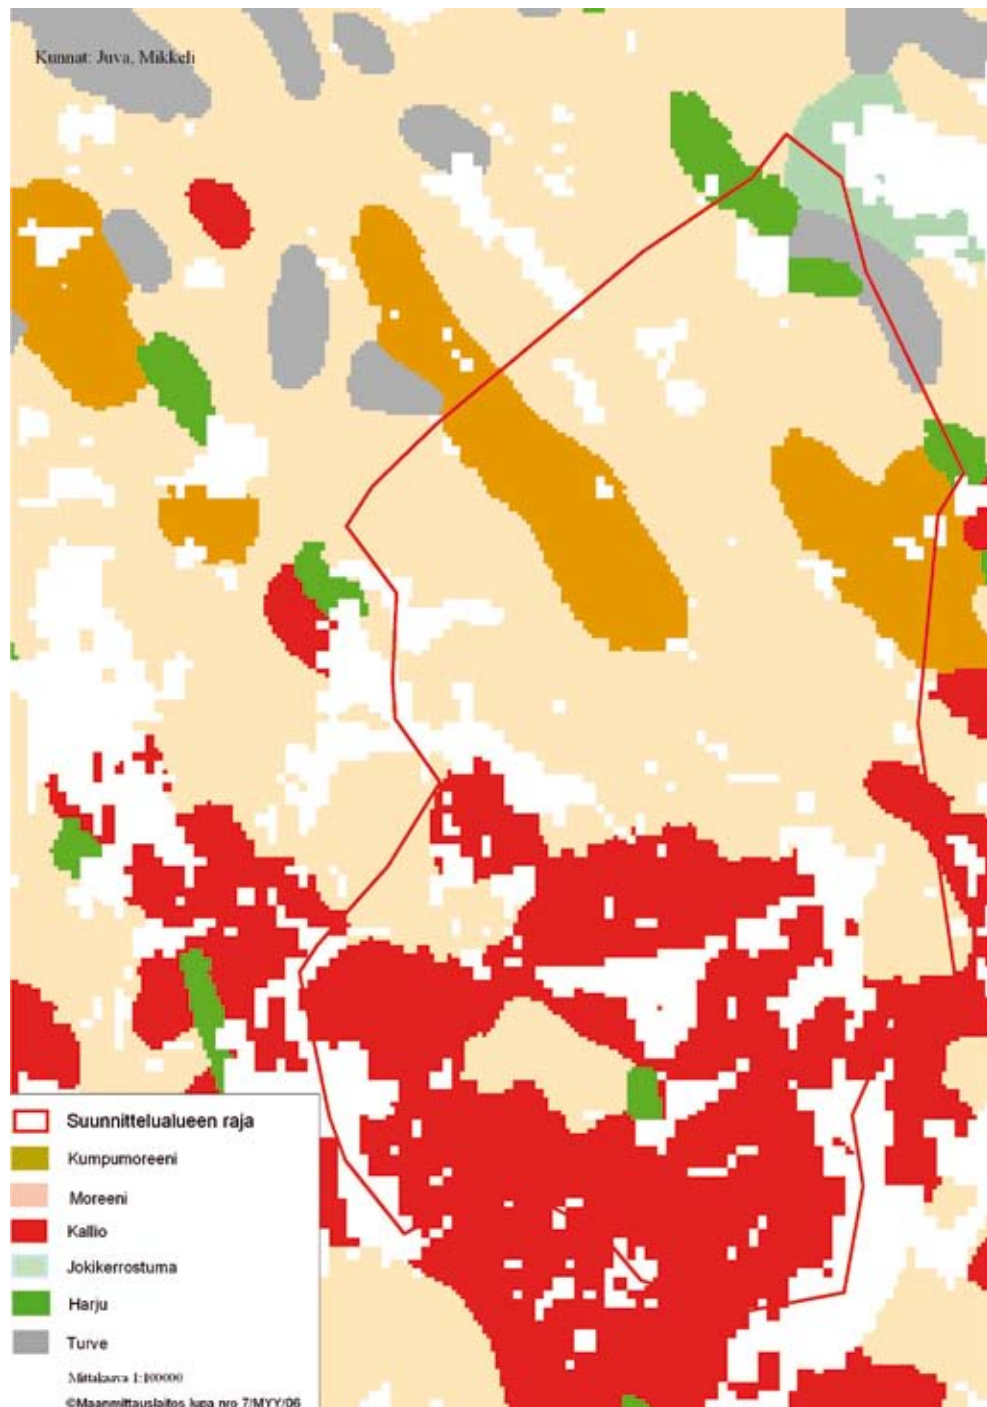 Kunnat: Juva, Mikkeli
Suunnittelualueen raja
Kumpumoreeni
Moreeni
Kallio
Jokikerrostuma
Harju
Turve
Mittakaava 1:100000
©Maanmittauslaitos lupa nro 7/MYY/06